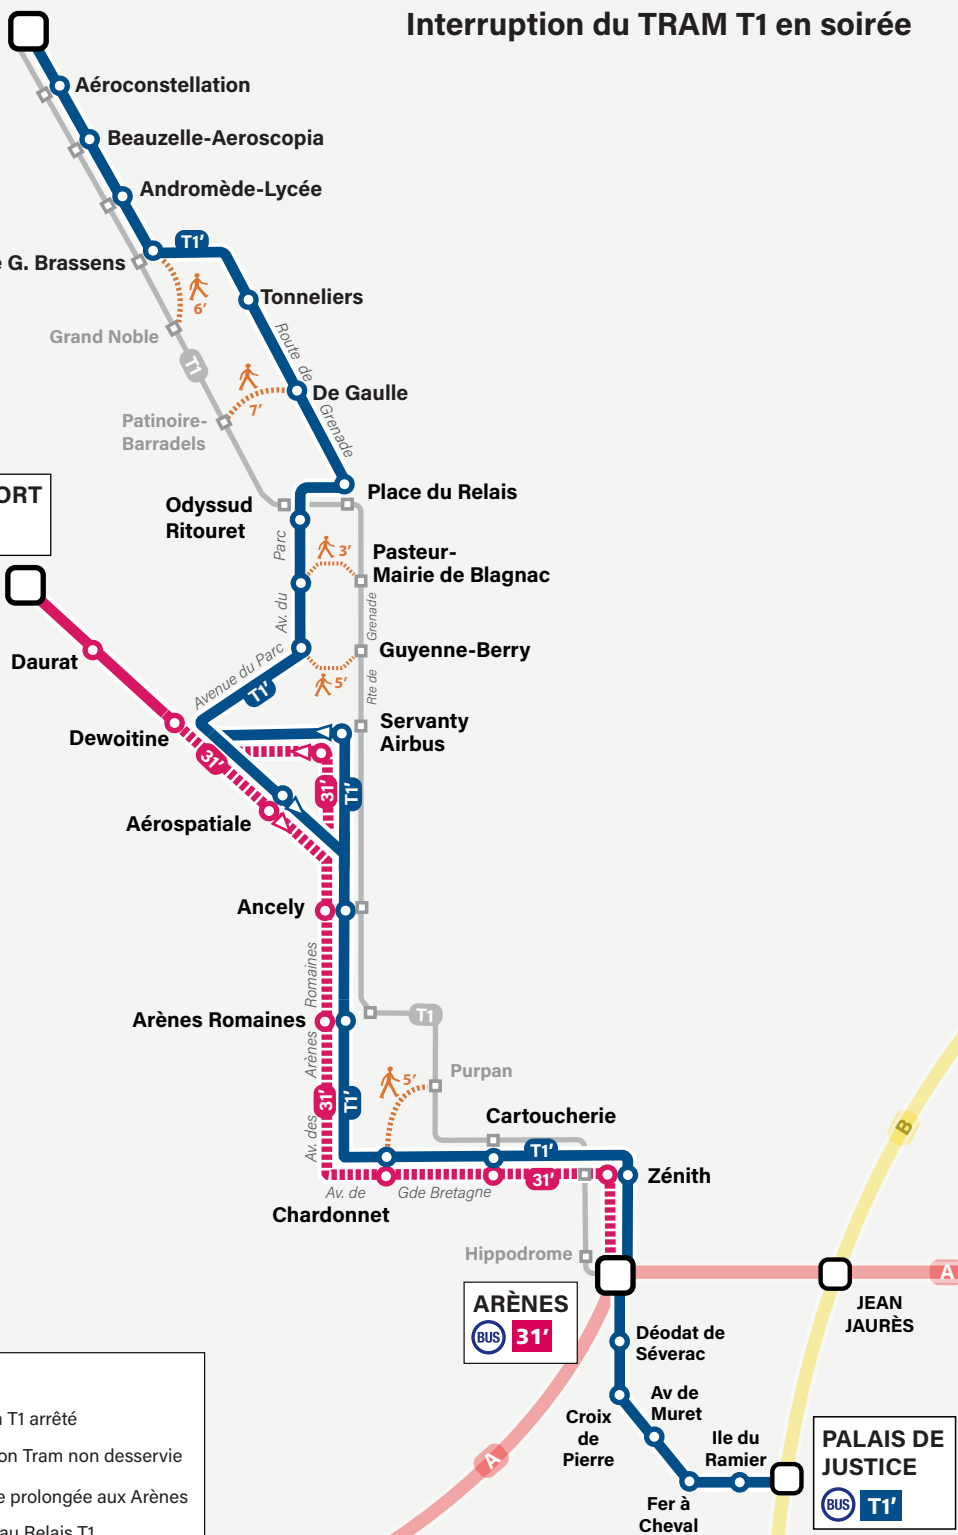 Interruption du TRAM T1 en soirée
Aéroconstellation
Beauzelle-Aeroscopia
Andromède-Lycée
T1’
G. Brassens
6’
Tonneliers
Grand Noble
Route de
T1
7’
De Gaulle
Grenade
Patinoire-
Barradels
ORT
Place du Relais
Odyssud
Ritouret
Parc
3’
Pasteur-
Mairie de Blagnac
Av. du
Grenade
Avenue du Parc
Guyenne-Berry
Daurat
T1’
5’
Rte de
Dewoitine
Servanty
Airbus
31’
31’
T1’
Aérospatiale
Ancely
Romaines
Arènes Romaines
T1
Arènes
5’
Purpan
31’
T1’
Av. des
Cartoucherie
B
T1’
31’
Zénith
Av. de
Gde Bretagne
Chardonnet
Hippodrome
A
ARÈNES
BUS 31’
JEAN
JAURÈS
Déodat de
Séverac
Av de
Muret
Croix
de
Pierre
Ile du
Ramier
A
Fer à
Cheval
PALAIS DE
JUSTICE
BUS T1’
T1 arrêté
on Tram non desservie
prolongée aux Arènes
au Relais T1